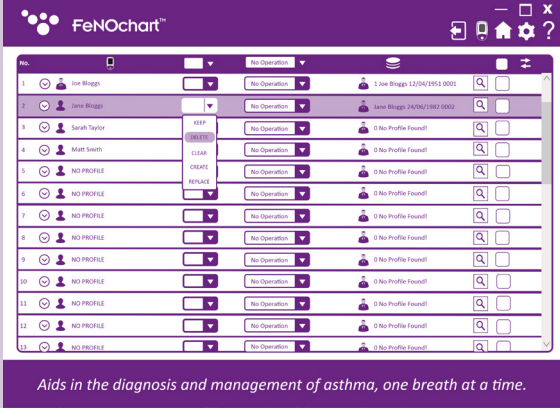 FeNOchart™
No. No Operation
1 Joe Bloggs No Operation 1 Joe Bloggs 12/04/1951 0001
2 Jane Bloggs Jane Bloggs 24/06/1982 0002
KEEP
3 Sarah Taylor No Operation 0 No Profile Found!
DELETE
4 Matt Smith No Operation 0 No Profile Found!
CLEAR
CREATE
5 NO PROFILE No Operation 0 No Profile Found!
REPLACE
6 NO PROFILE No Operation 0 No Profile Found!
7 NO PROFILE No Operation 0 No Profile Found!
8 NO PROFILE No Operation 0 No Profile Found!
9 NO PROFILE No Operation 0 No Profile Found!
10 NO PROFILE No Operation 0 No Profile Found!
11 NO PROFILE No Operation 0 No Profile Found!
12 NO PROFILE No Operation 0 No Profile Found!
13 NO PROFILE No Operation 0 No Profile Found!
Aids in the diagnosis and management of asthma, one breath at a time.